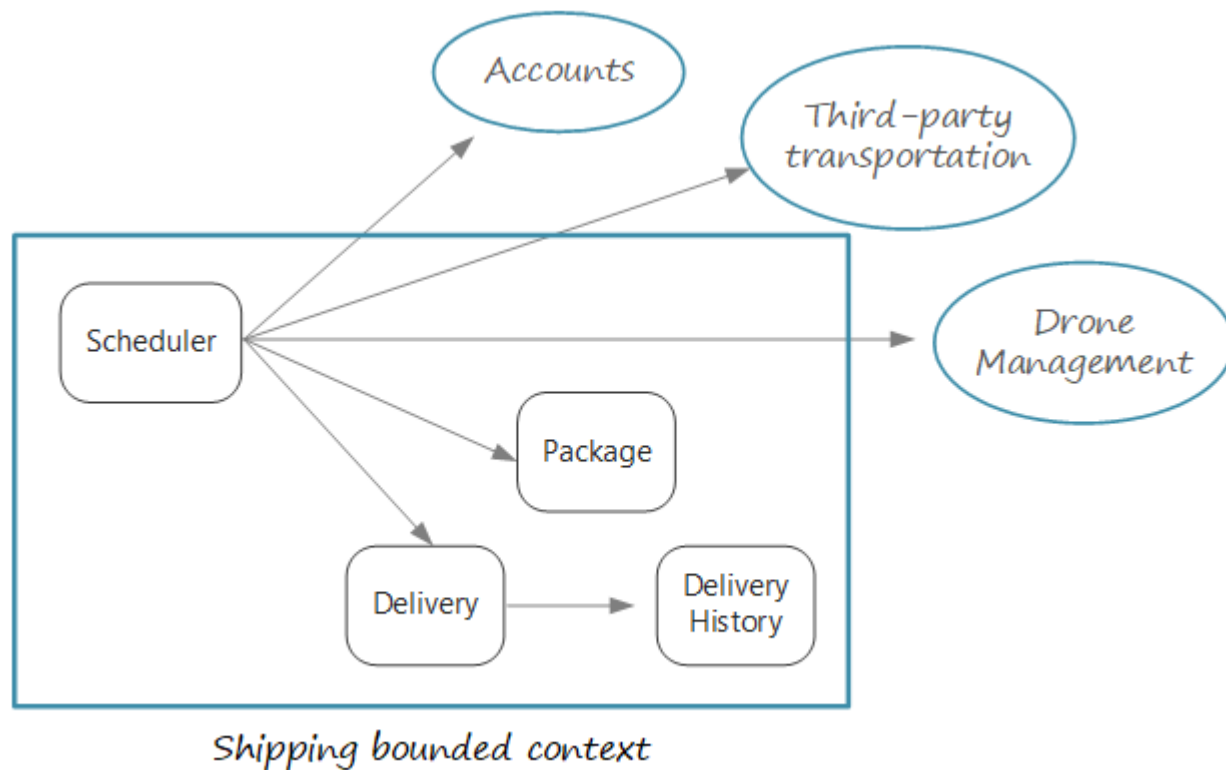 Accounts
Third-party
transportation
Scheduler
Drone
Management
Package
Delivery
Delivery
History
Shipping bounded context